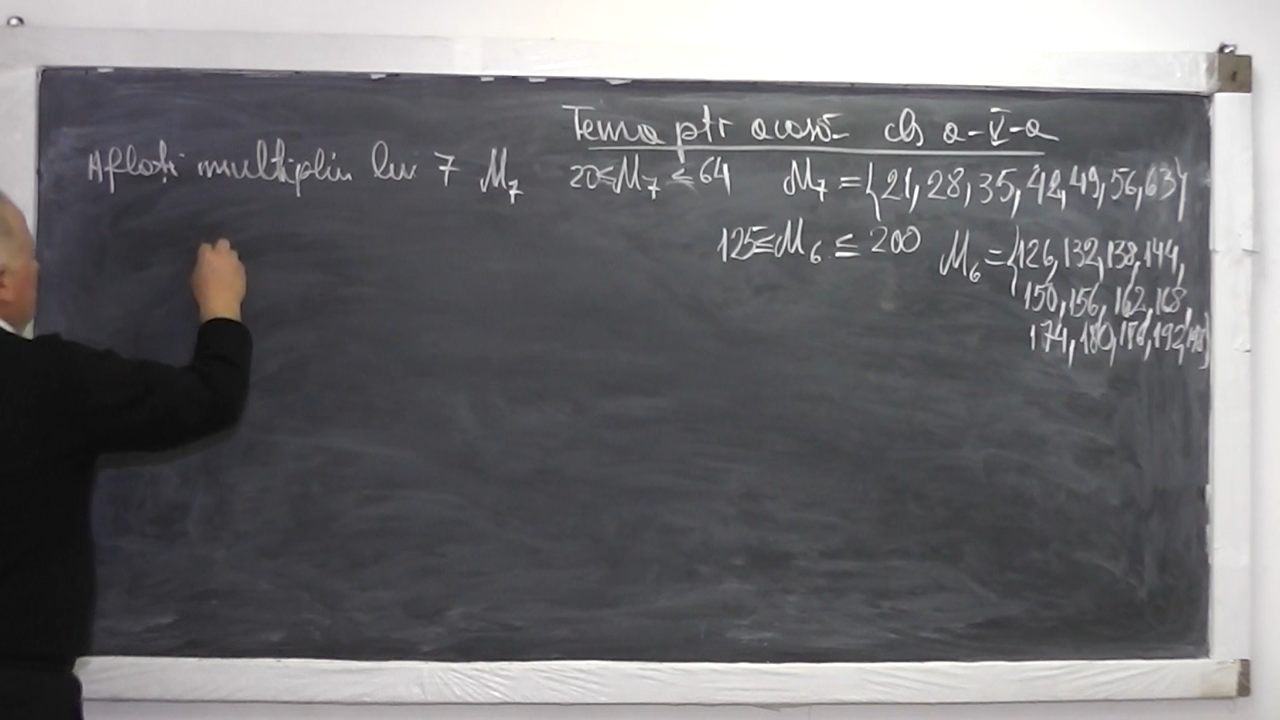 Tema ptr acasă cls a-V-a
Aflați multiplii lui 7 M₇ 20≤M₇≤64 M₇={21,28,35,42,49,56,63}
125≤M₆≤200 M₆={126,132,138,144,
150,156,162,168,
174,180,186,192,198}